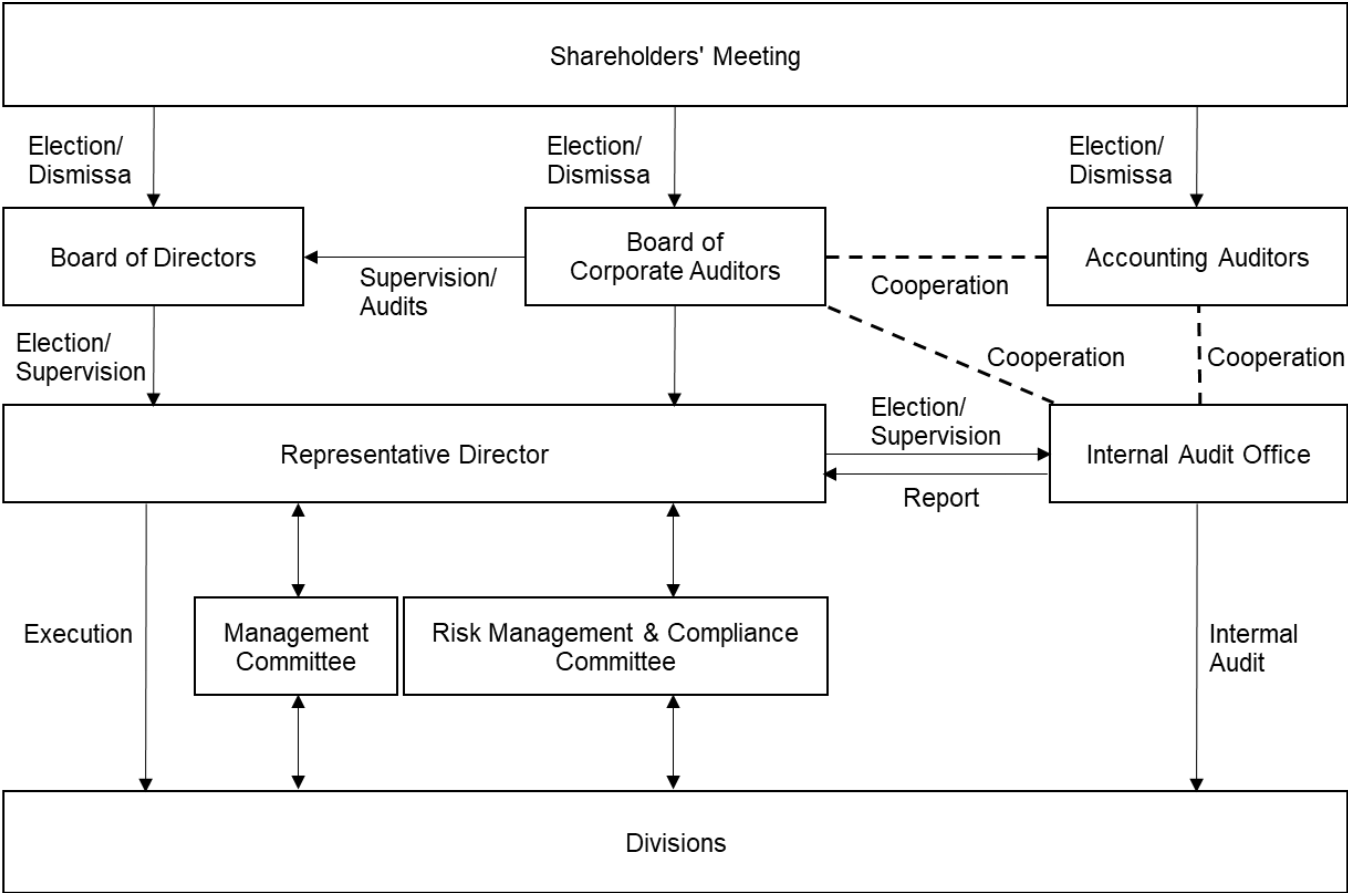 Shareholders' Meeting
Election/
Dismissa
Election/
Dismissa
Election/
Dismissa
Board of Directors
Supervision/
Audits
Board of
Corporate Auditors
Cooperation
Accounting Auditors
Election/
Supervision
Cooperation
Cooperation
Representative Director
Election/
Supervision
Report
Internal Audit Office
Execution
Management
Committee
Risk Management & Compliance
Committee
Intermal
Audit
Divisions